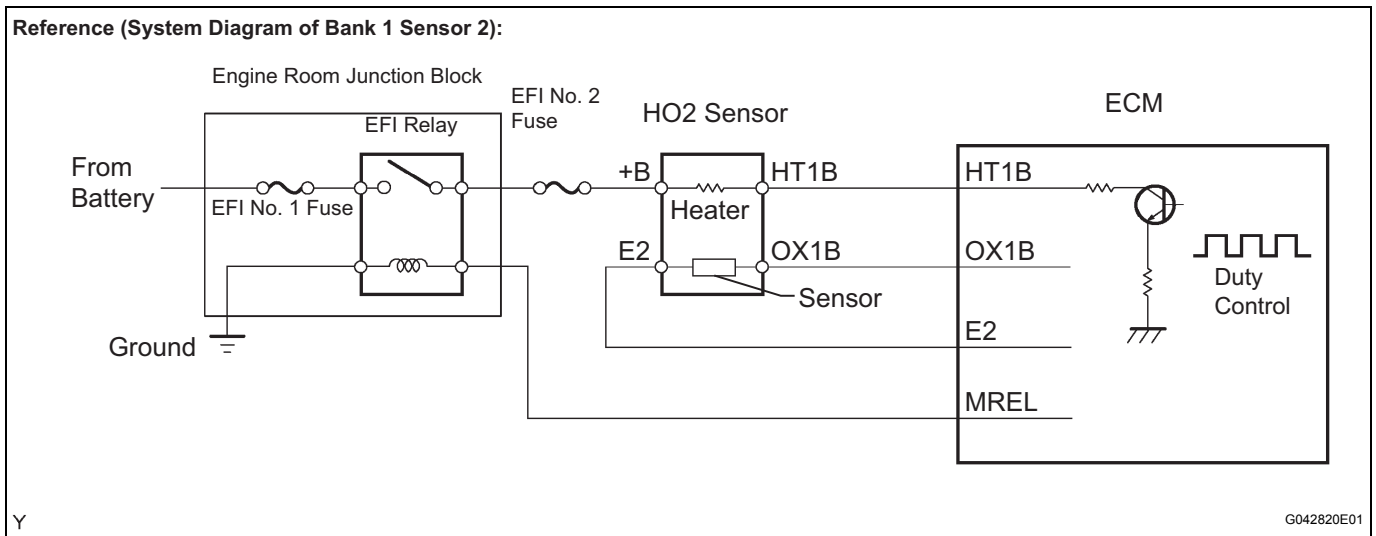 Reference (System Diagram of Bank 1 Sensor 2):
Engine Room Junction Block
EFI No. 2
Fuse
HO2 Sensor
ECM
EFI Relay
From
Battery
EFI No. 1 Fuse
+B
HT1B
HT1B
Heater
E2
OX1B
OX1B
Sensor
Duty
Control
Ground
E2
MREL
Y
G042820E01